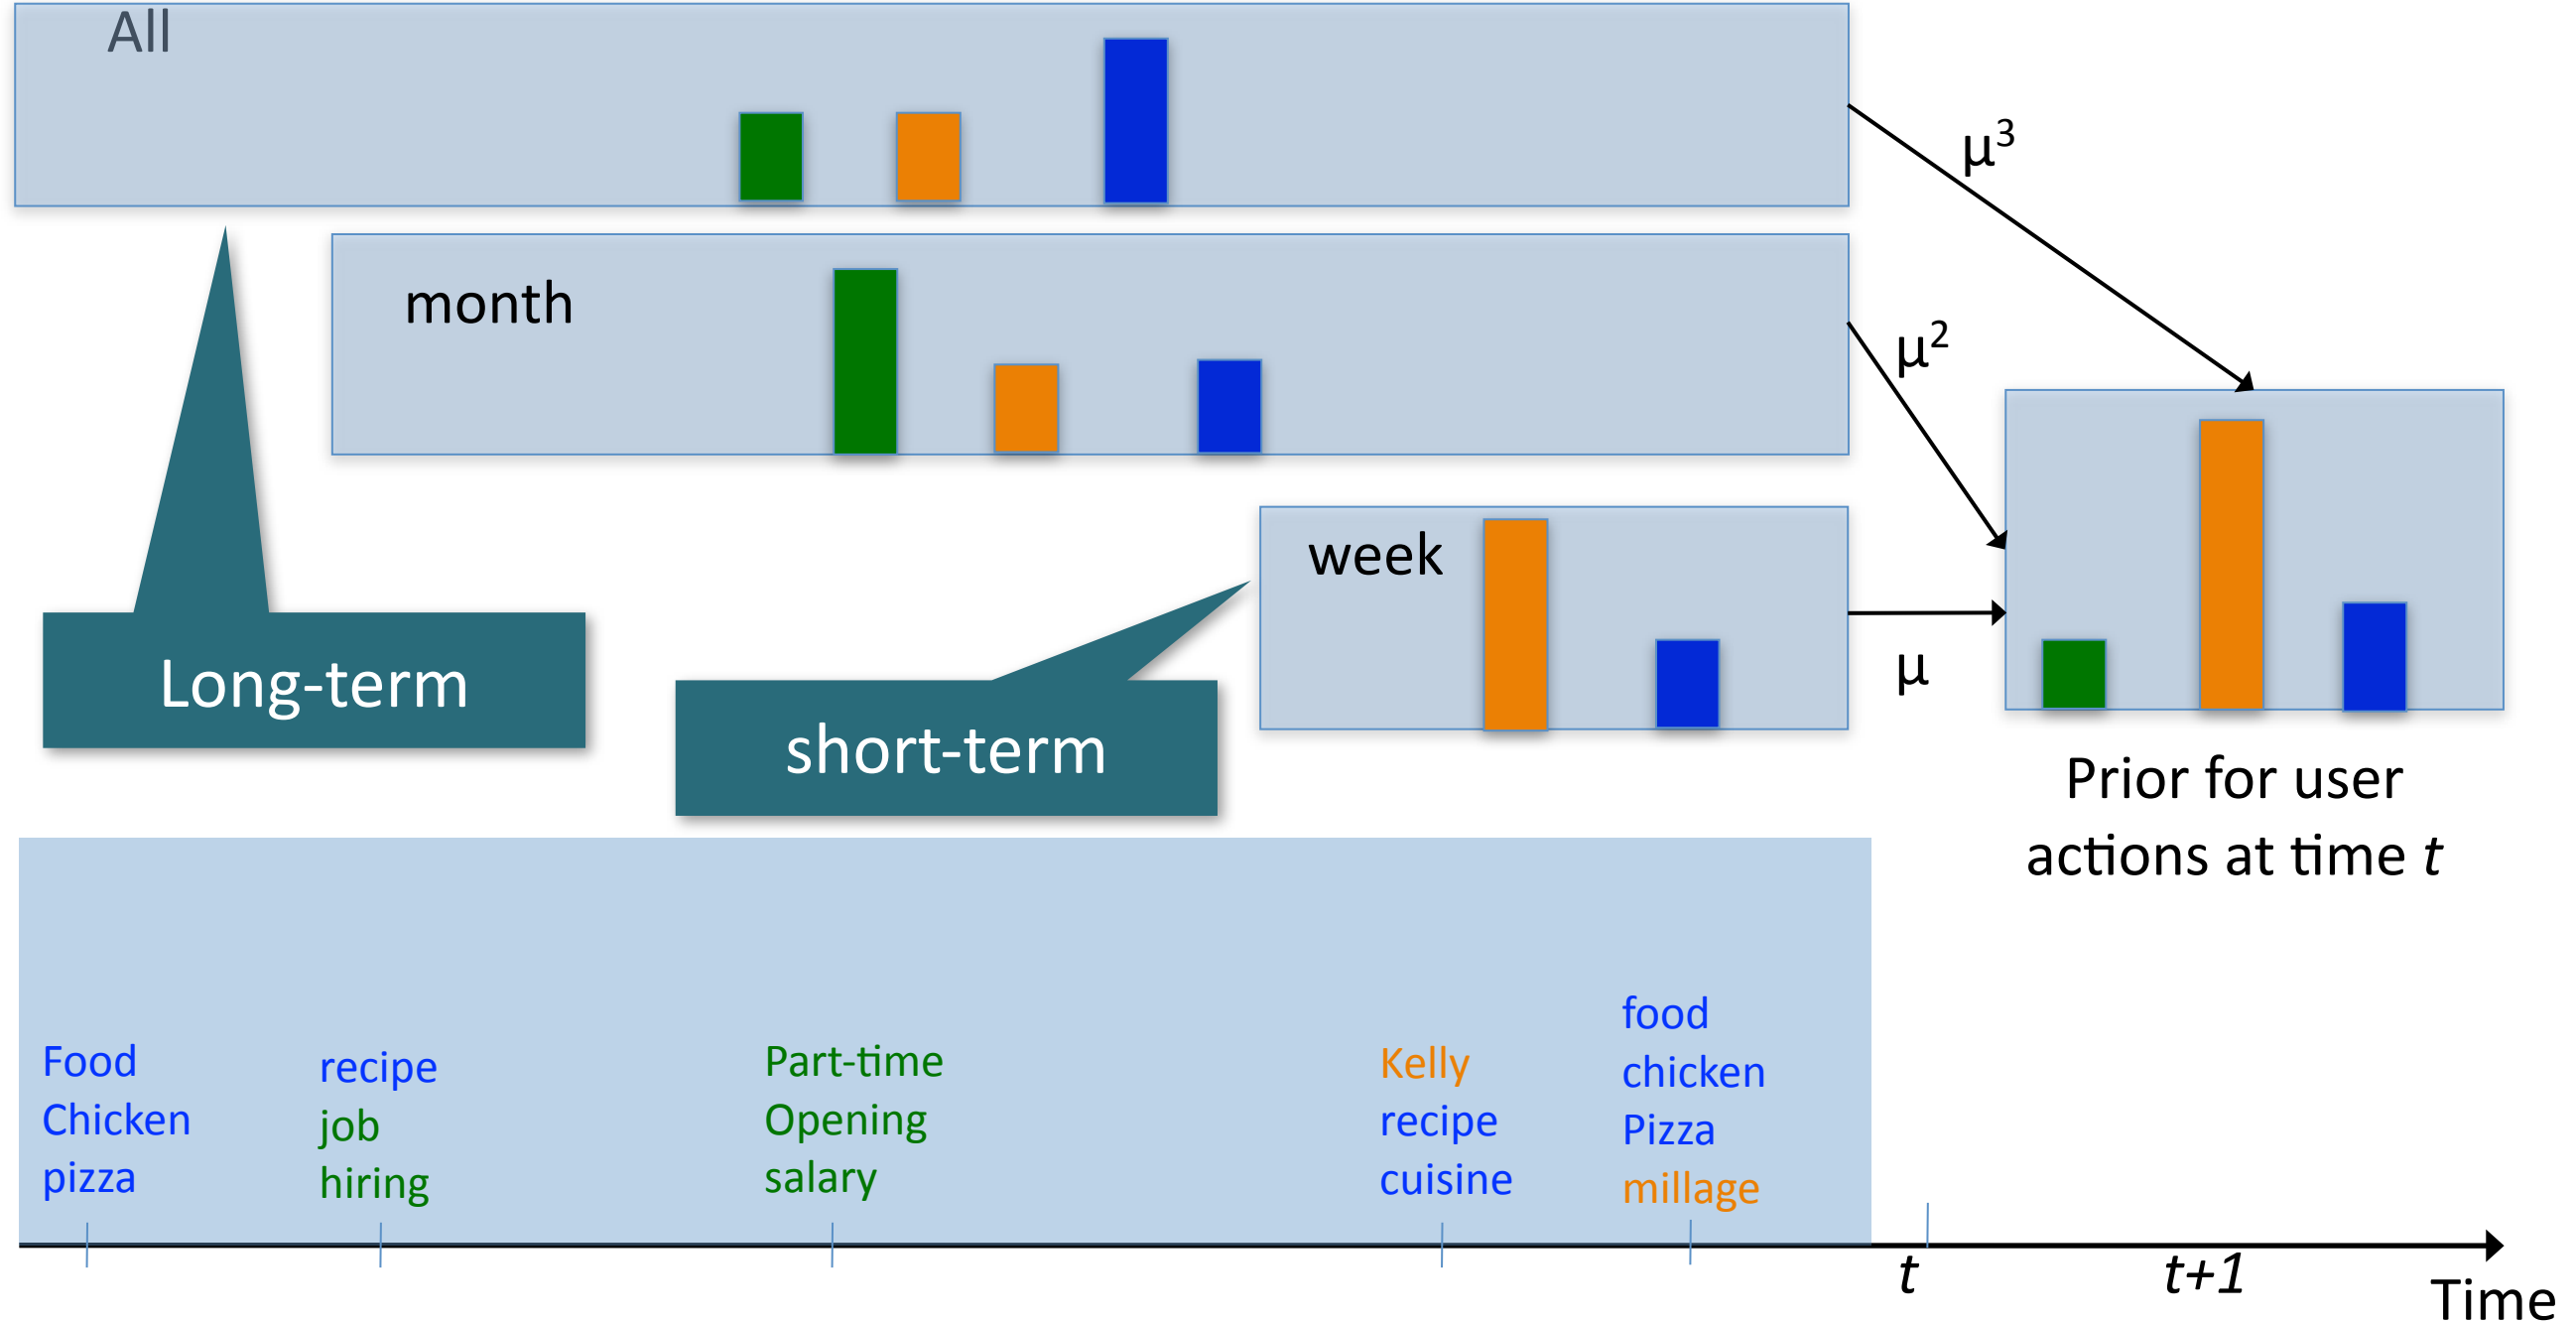 All
μ³
month
μ²
week
μ
Long-term
short-term
Prior for user
actions at time t
Food
Chicken
pizza
recipe
job
hiring
Part-time
Opening
salary
Kelly
recipe
cuisine
food
chicken
Pizza
millage
t
t+1
Time